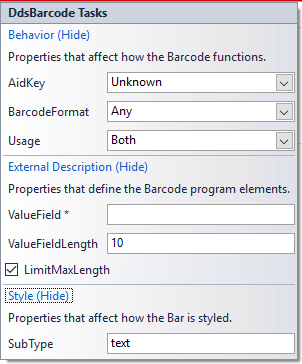 DdsBarcode Tasks
Behavior (Hide)
Properties that affect how the Barcode functions.
AidKey Unknown
BarcodeFormat Any
Usage Both
External Description (Hide)
Properties that define the Barcode program elements.
ValueField *
ValueFieldLength 10
LimitMaxLength
Style (Hide)
Properties that affect how the Bar is styled.
SubType text